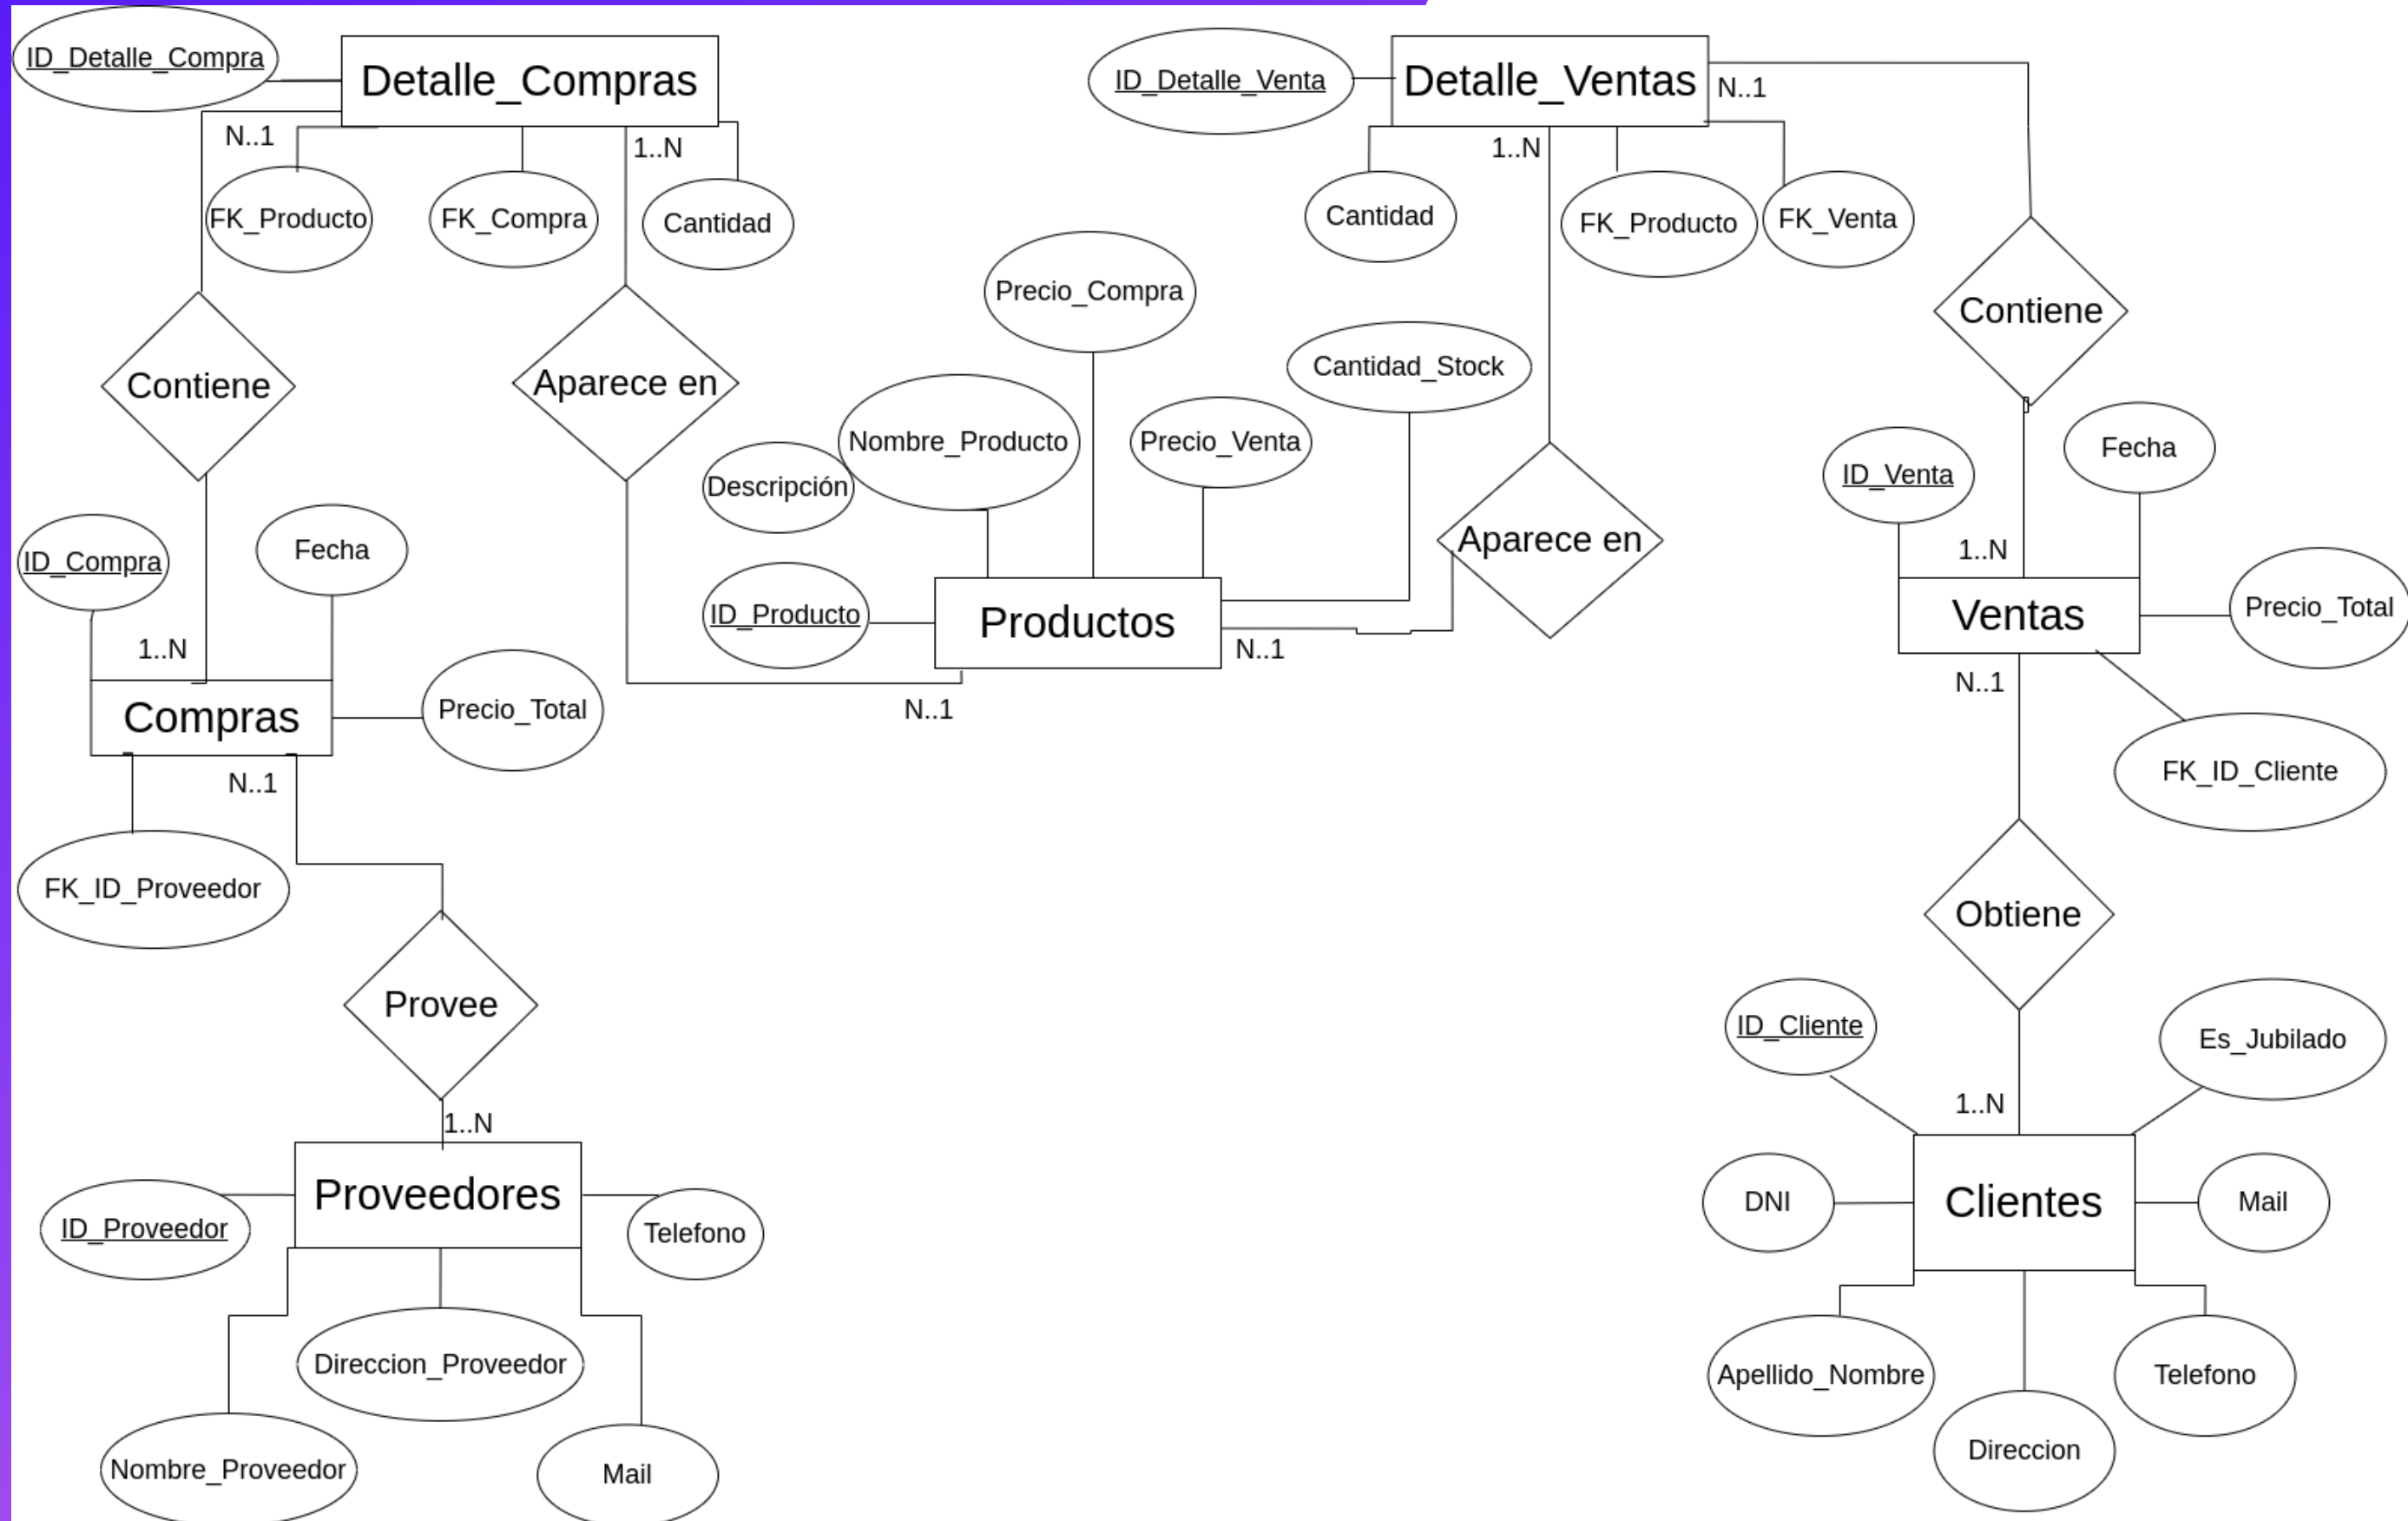 ID_Detalle_Compra
Detalle_Compras
N..1
1..N
FK_Producto
FK_Compra
Cantidad
Contiene
Aparece en
ID_Compra
Fecha
1..N
Compras
Precio_Total
N..1
FK_ID_Proveedor
Provee
1..N
Proveedores
ID_Proveedor
Telefono
Direccion_Proveedor
Nombre_Proveedor
Mail
Precio_Compra
Nombre_Producto
Descripción
Precio_Venta
Cantidad_Stock
ID_Producto
Productos
N..1
N..1
ID_Detalle_Venta
Detalle_Ventas
N..1
1..N
Cantidad
FK_Producto
FK_Venta
Contiene
Aparece en
ID_Venta
Fecha
1..N
Ventas
Precio_Total
N..1
FK_ID_Cliente
Obtiene
ID_Cliente
Es_Jubilado
1..N
DNI
Clientes
Mail
Apellido_Nombre
Telefono
Direccion